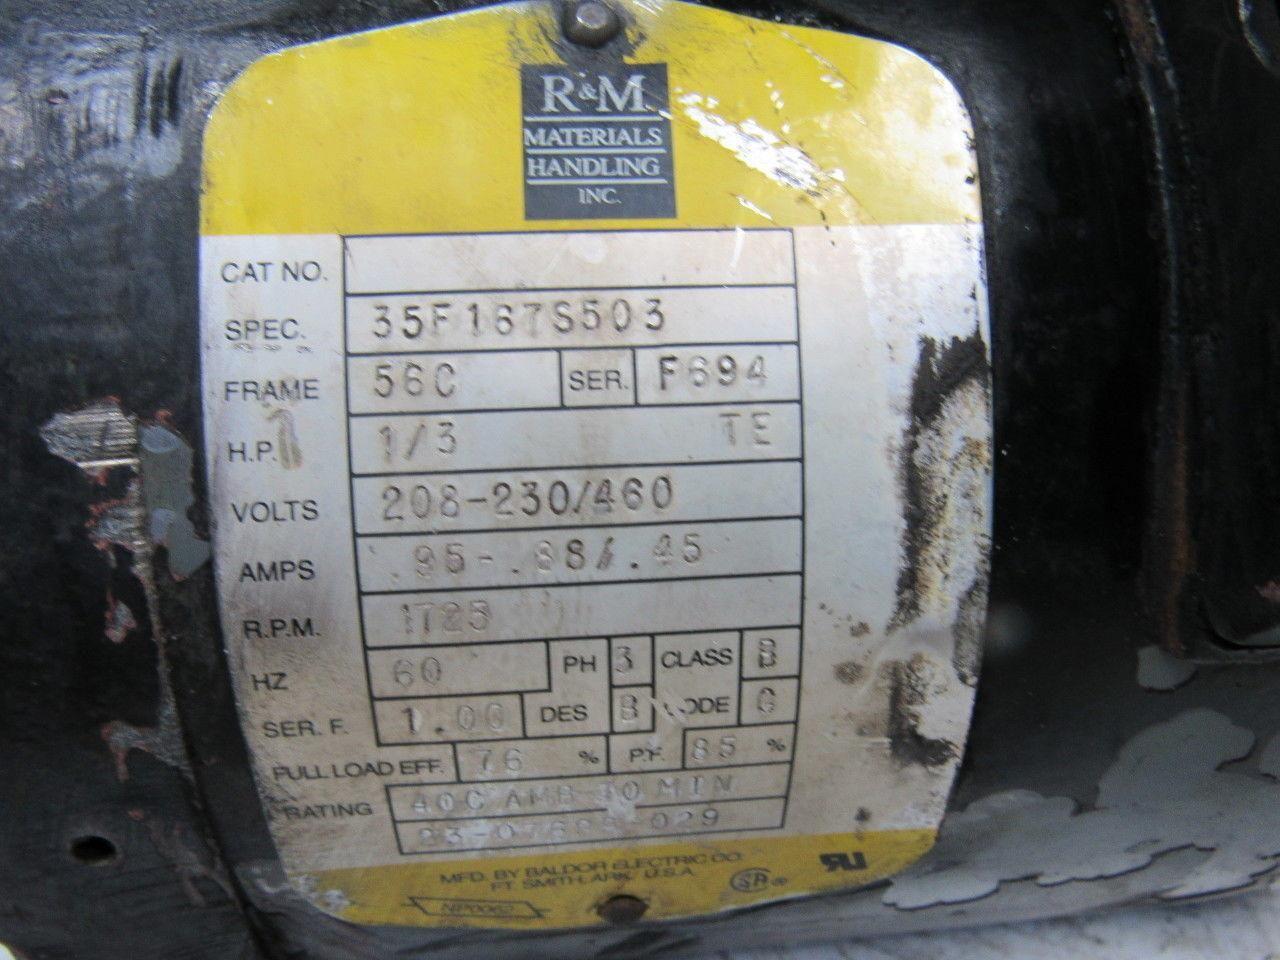 R&M
MATERIALS
HANDLING
INC.
CAT NO.
SPEC. 35F167S503
FRAME 56C SER. F694
H.P. 1/3 TE
VOLTS 208-230/460
AMPS .95-.88/.45
R.P.M. 1725
HZ 60 PH 3 CLASS B
SER. F. 1.00 DES B CODE G
FULL LOAD EFF. 76 % P.F. 85 %
RATING 40C AMB 30 MIN
MFD. BY BALDOR ELECTRIC CO.
FT. SMITH, ARK. U.S.A.
NP0062